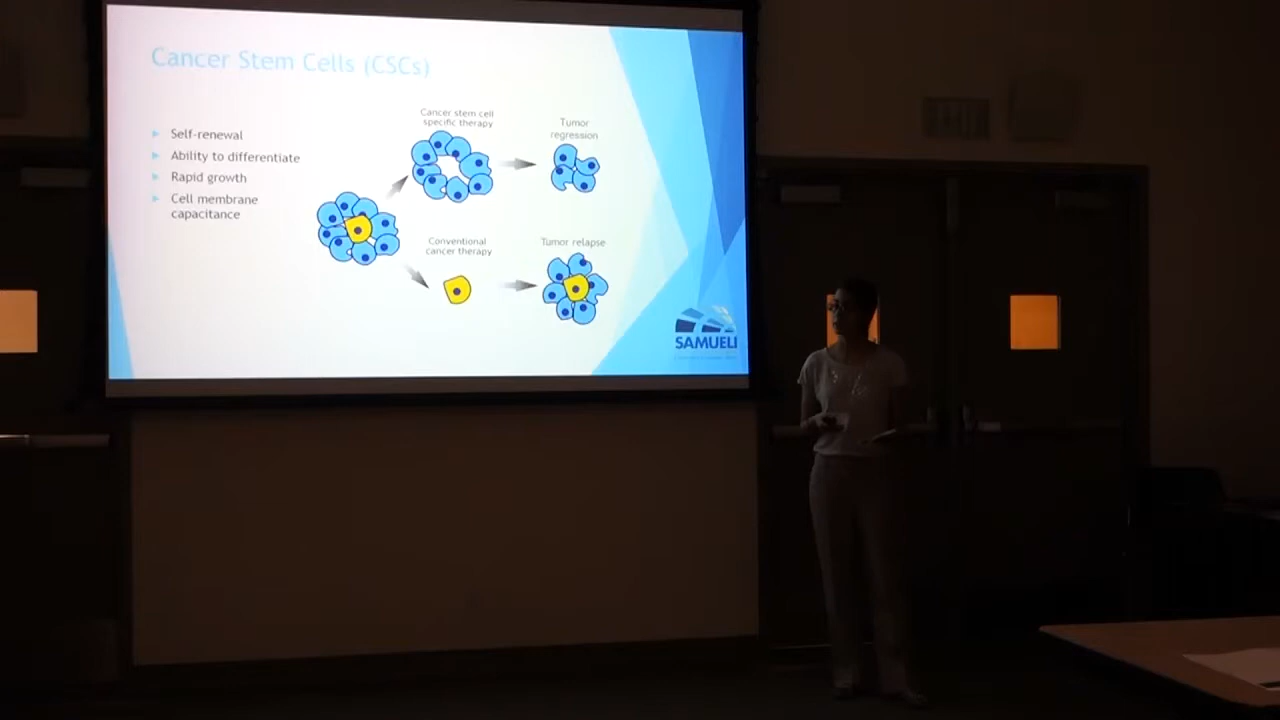 Cancer Stem Cells (CSCs)
Self-renewal
Ability to differentiate
Rapid growth
Cell membrane
capacitance
Cancer stem cell
specific therapy
Tumor
regression
Conventional
cancer therapy
Tumor relapse
SAMUELI